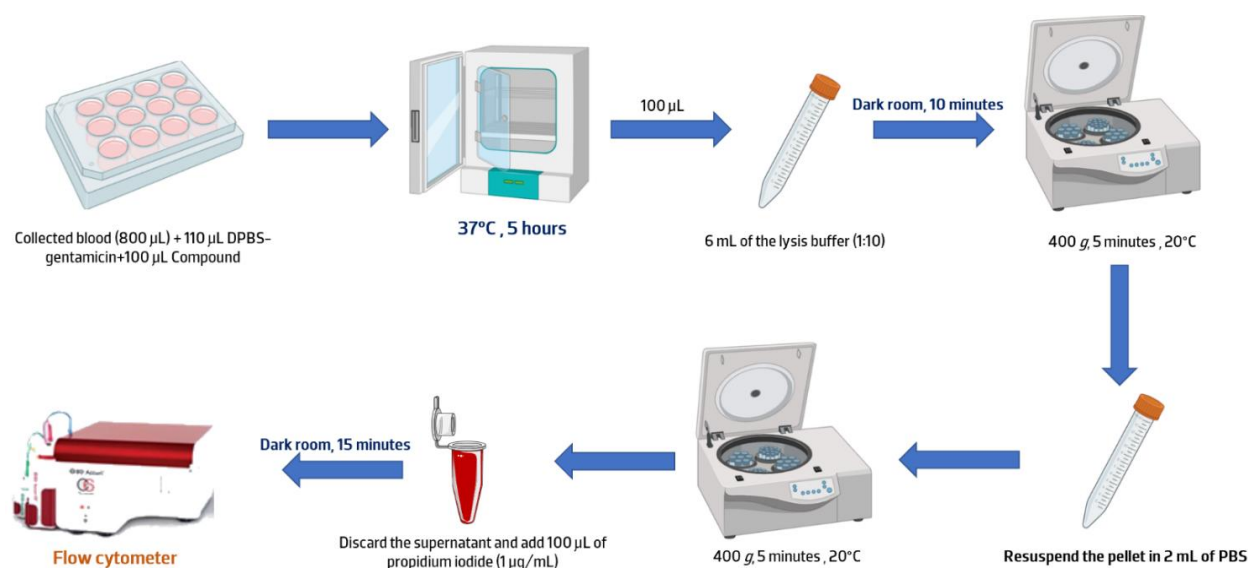 100 µL
Dark room, 10 minutes
Collected blood (800 µL) + 110 µL DPBS-
gentamicin+100 µL Compound
37°C , 5 hours
6 mL of the lysis buffer (1:10)
400 g, 5 minutes , 20°C
Dark room, 15 minutes
Flow cytometer
Discard the supernatant and add 100 µL of
propidium iodide (1 µg/mL)
400 g, 5 minutes , 20°C
Resuspend the pellet in 2 mL of PBS